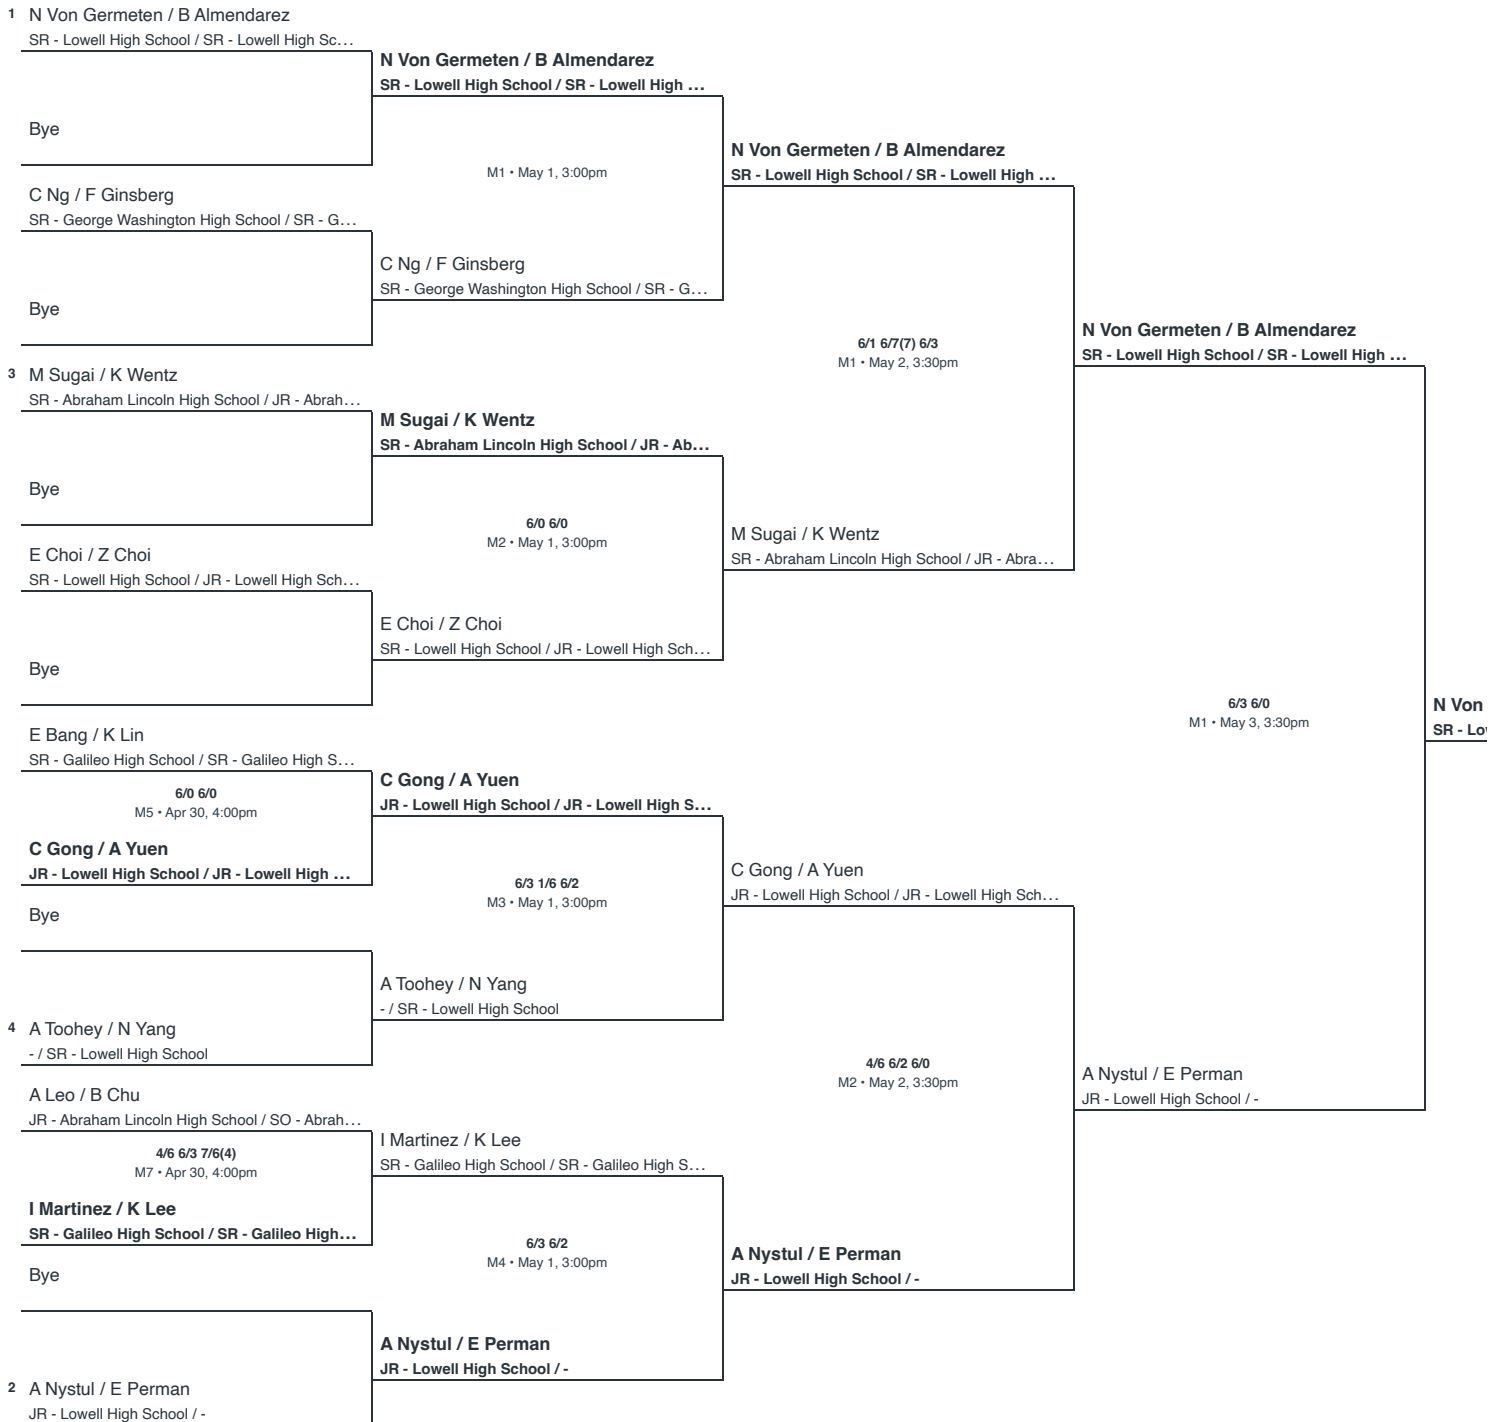 1 N Von Germeten / B Almendarez
SR - Lowell High School / SR - Lowell High Sc...
Bye
C Ng / F Ginsberg
SR - George Washington High School / SR - G...
Bye
3 M Sugai / K Wentz
SR - Abraham Lincoln High School / JR - Abrah...
Bye
E Choi / Z Choi
SR - Lowell High School / JR - Lowell High Sch...
Bye
E Bang / K Lin
SR - Galileo High School / SR - Galileo High S...
6/0 6/0
M5 • Apr 30, 4:00pm
C Gong / A Yuen
JR - Lowell High School / JR - Lowell High ...
Bye
4 A Toohey / N Yang
- / SR - Lowell High School
A Leo / B Chu
JR - Abraham Lincoln High School / SO - Abrah...
4/6 6/3 7/6(4)
M7 • Apr 30, 4:00pm
I Martinez / K Lee
SR - Galileo High School / SR - Galileo High...
Bye
2 A Nystul / E Perman
JR - Lowell High School / -
N Von Germeten / B Almendarez
SR - Lowell High School / SR - Lowell High ...
M1 • May 1, 3:00pm
C Ng / F Ginsberg
SR - George Washington High School / SR - G...
M Sugai / K Wentz
SR - Abraham Lincoln High School / JR - Ab...
6/0 6/0
M2 • May 1, 3:00pm
E Choi / Z Choi
SR - Lowell High School / JR - Lowell High Sch...
C Gong / A Yuen
JR - Lowell High School / JR - Lowell High S...
6/3 1/6 6/2
M3 • May 1, 3:00pm
A Toohey / N Yang
- / SR - Lowell High School
I Martinez / K Lee
SR - Galileo High School / SR - Galileo High S...
6/3 6/2
M4 • May 1, 3:00pm
A Nystul / E Perman
JR - Lowell High School / -
N Von Germeten / B Almendarez
SR - Lowell High School / SR - Lowell High ...
6/1 6/7(7) 6/3
M1 • May 2, 3:30pm
M Sugai / K Wentz
SR - Abraham Lincoln High School / JR - Abra...
C Gong / A Yuen
JR - Lowell High School / JR - Lowell High Sch...
4/6 6/2 6/0
M2 • May 2, 3:30pm
A Nystul / E Perman
JR - Lowell High School / -
N Von Germeten / B Almendarez
SR - Lowell High School / SR - Lowell High ...
6/3 6/0
M1 • May 3, 3:30pm
A Nystul / E Perman
JR - Lowell High School / -
N Von
SR - Lo